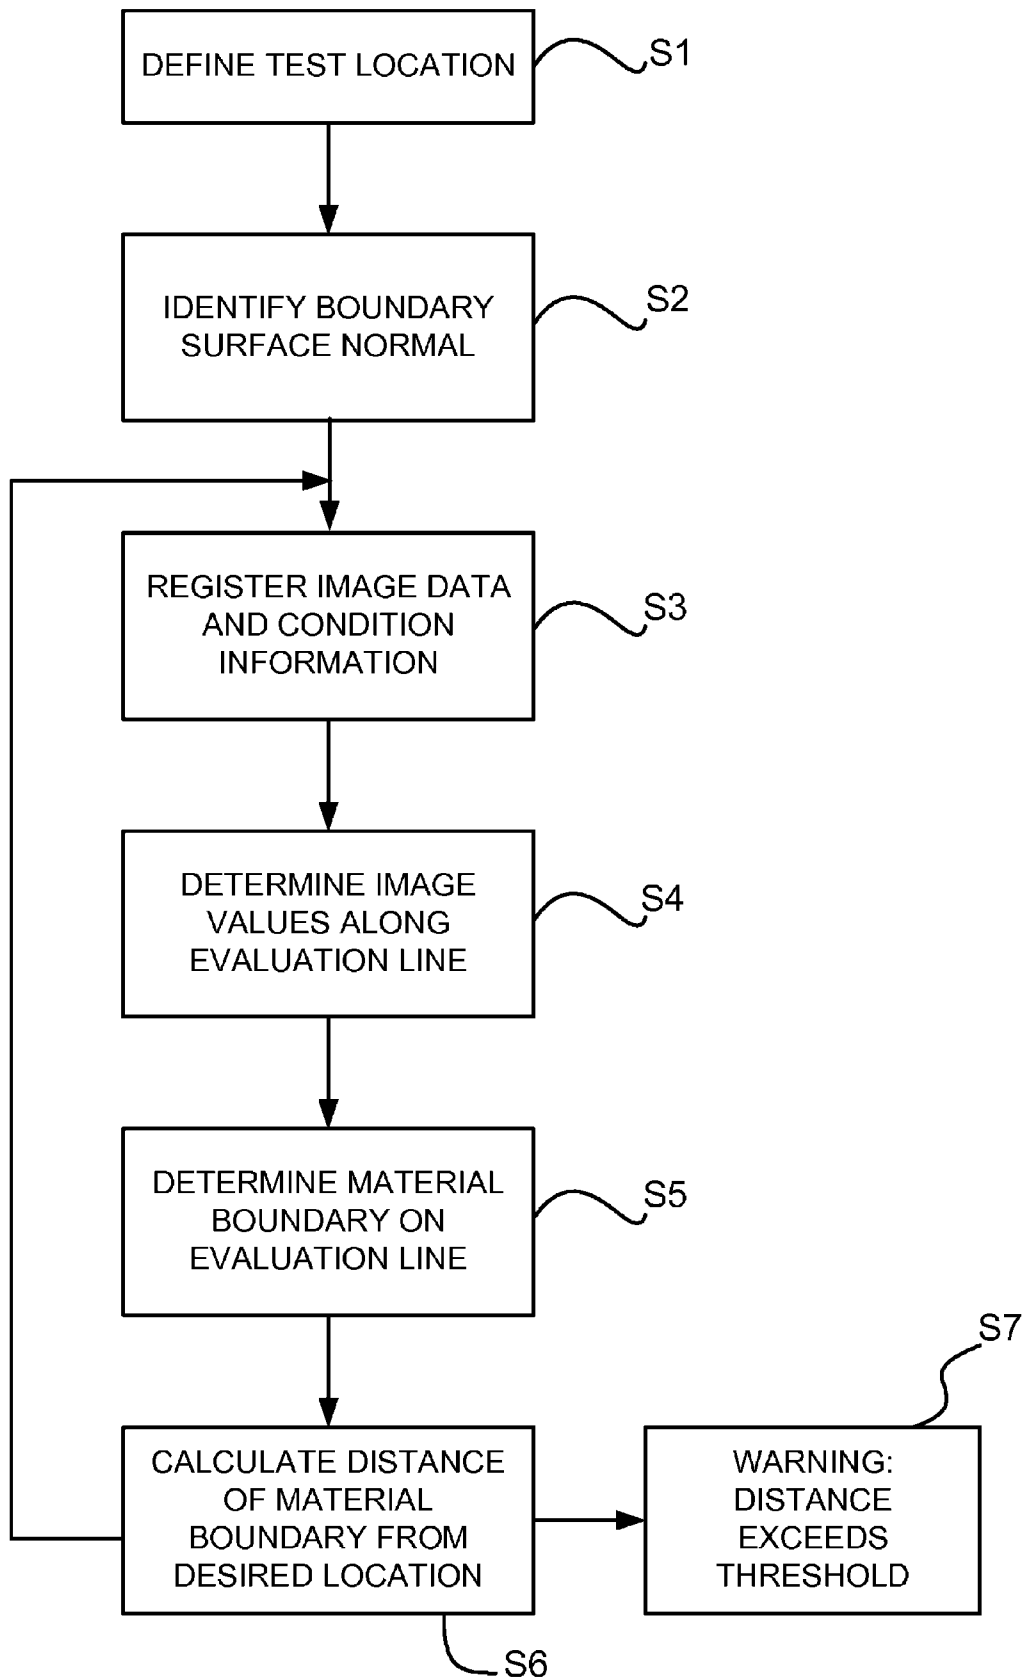 DEFINE TEST LOCATION
S1
IDENTIFY BOUNDARY
SURFACE NORMAL
S2
REGISTER IMAGE DATA
AND CONDITION
INFORMATION
S3
DETERMINE IMAGE
VALUES ALONG
EVALUATION LINE
S4
DETERMINE MATERIAL
BOUNDARY ON
EVALUATION LINE
S5
CALCULATE DISTANCE
OF MATERIAL
BOUNDARY FROM
DESIRED LOCATION
S6
S7
WARNING:
DISTANCE
EXCEEDS
THRESHOLD